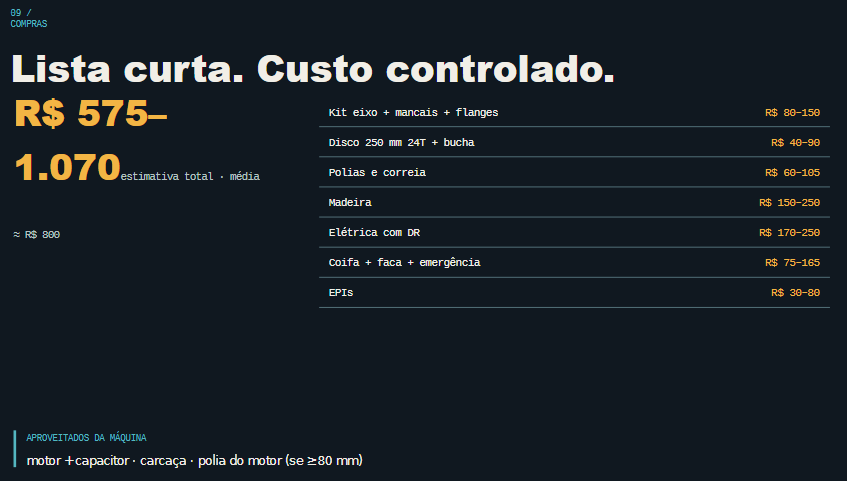 09 /
COMPRAS
Lista curta. Custo controlado.
R$ 575–
1.070 estimativa total · média
≈ R$ 800
Kit eixo + mancais + flanges R$ 80–150
Disco 250 mm 24T + bucha R$ 40–90
Polias e correia R$ 60–105
Madeira R$ 150–250
Elétrica com DR R$ 170–250
Coifa + faca + emergência R$ 75–165
EPIs R$ 30–80
APROVEITADOS DA MÁQUINA
motor + capacitor · carcaça · polia do motor (se ≥80 mm)